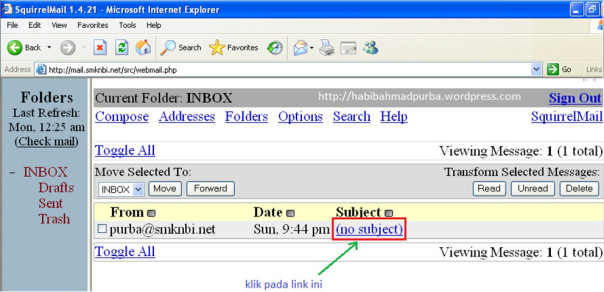 SquirrelMail 1.4.21 - Microsoft Internet Explorer
File Edit View Favorites Tools Help
Back Search Favorites
Address http://mail.smknbi.net/src/webmail.php Go Links
Folders
Last Refresh:
Mon, 12:25 am
(Check mail)
- INBOX
Drafts
Sent
Trash
Current Folder: INBOX http://habibahmadpurba.wordpress.com Sign Out
Compose Addresses Folders Options Search Help SquirrelMail
Toggle All Viewing Message: 1 (1 total)
Move Selected To: Transform Selected Messages:
INBOX Move Forward Read Unread Delete
From Date Subject
purba@smknbi.net Sun, 9:44 pm (no subject)
Toggle All Viewing Message: 1 (1 total)
klik pada link ini